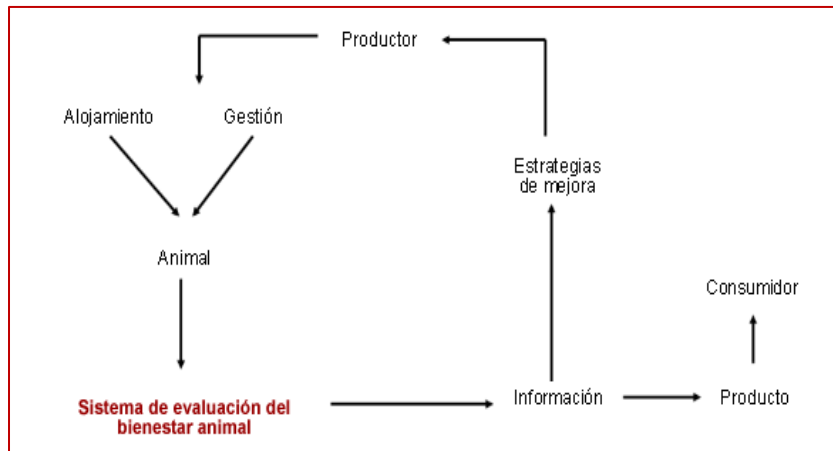 Productor
Alojamiento
Gestión
Estrategias
de mejora
Animal
Consumidor
Sistema de evaluación del
bienestar animal
Información
Producto